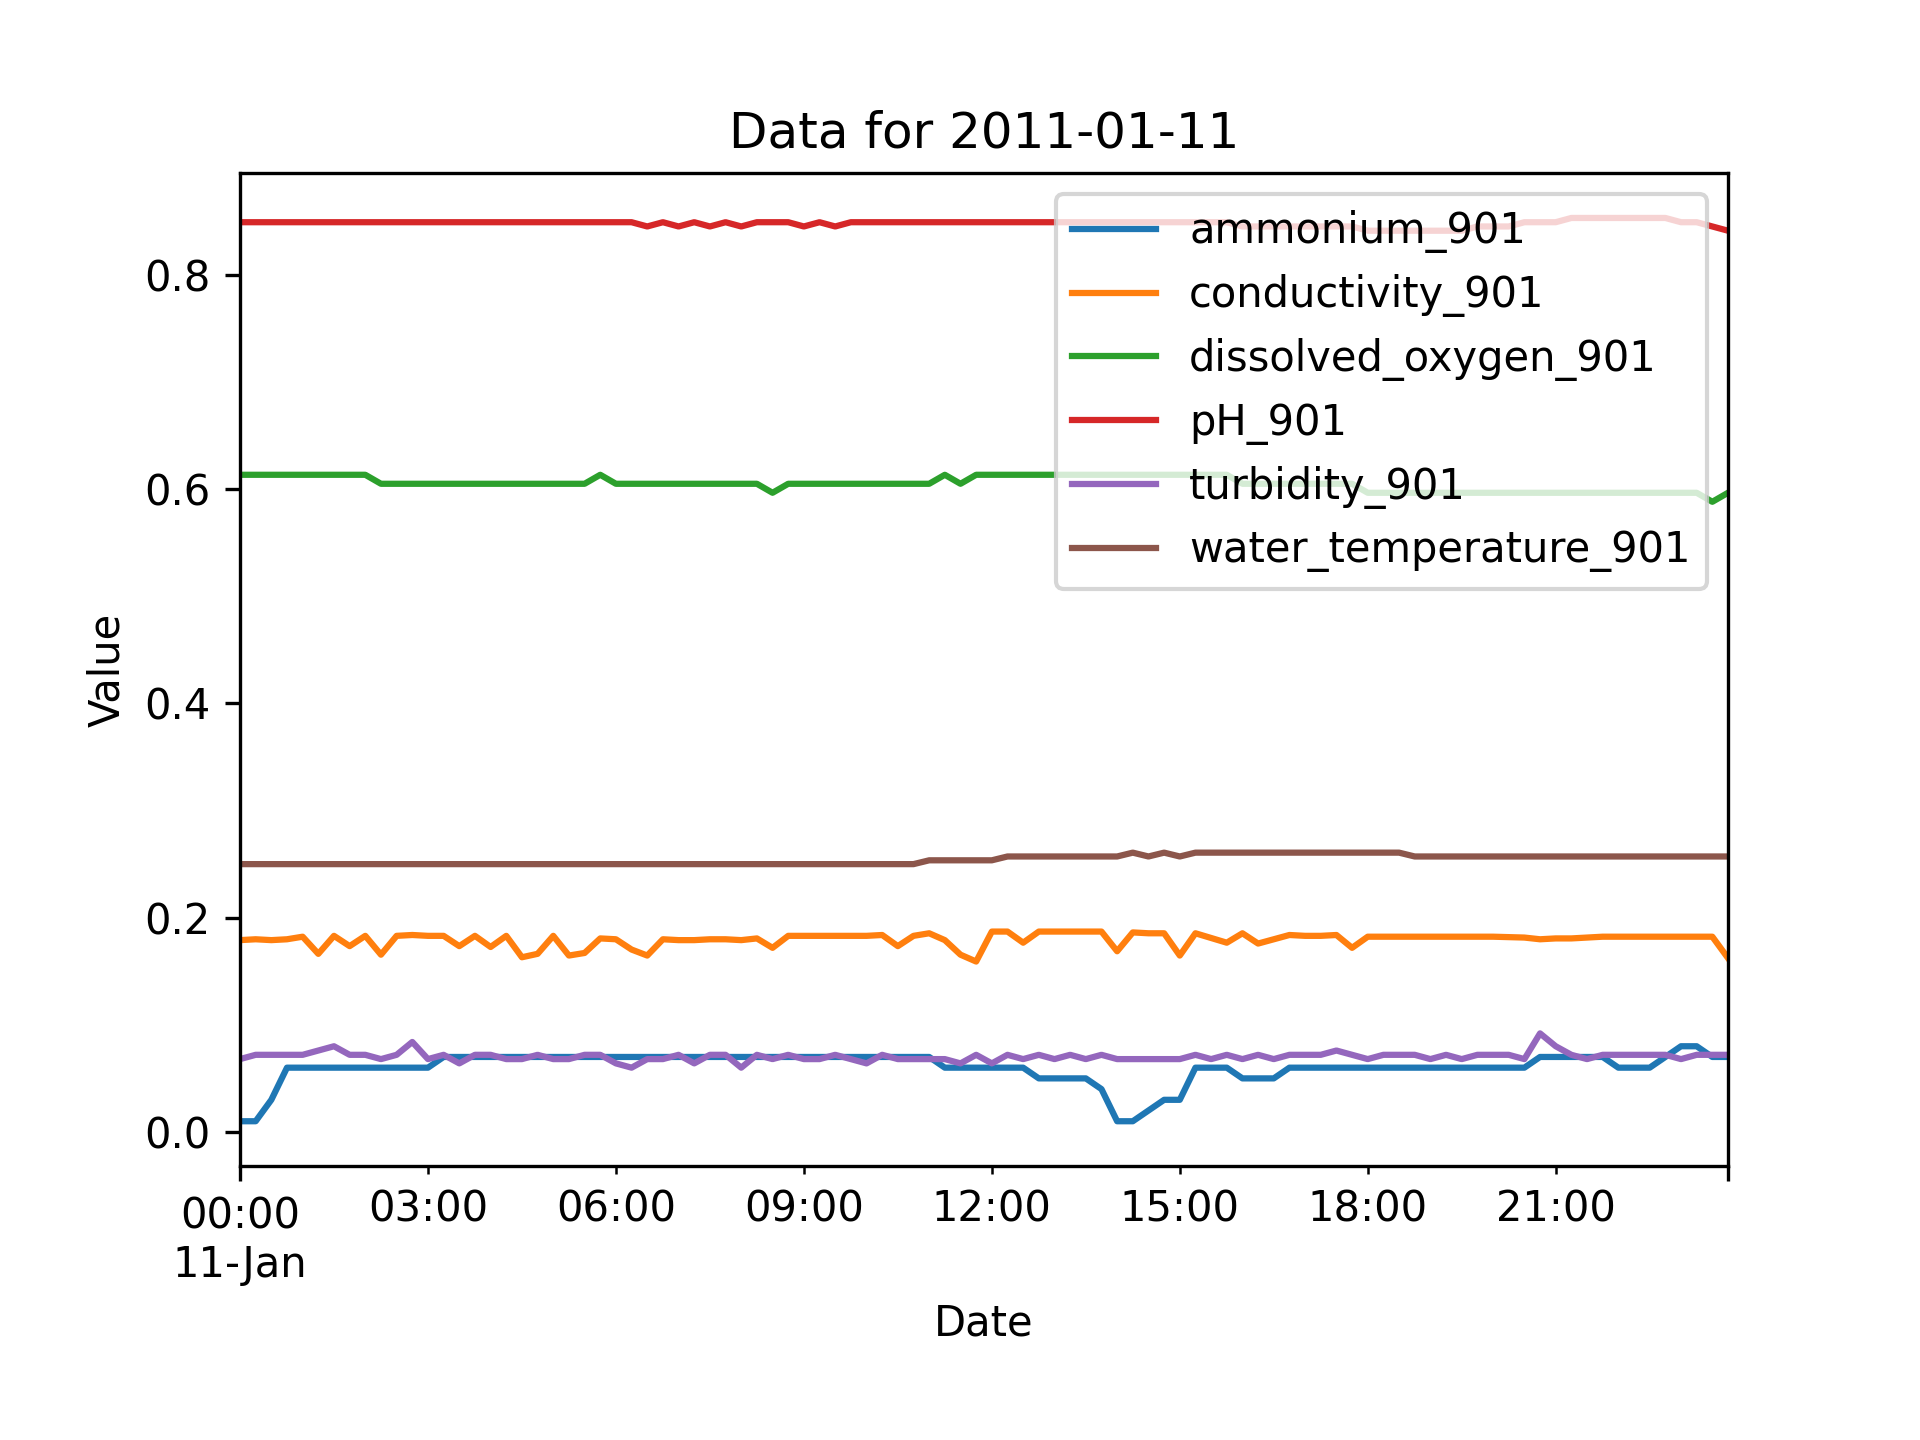 Data for 2011-01-11
ammonium_901
conductivity_901
dissolved_oxygen_901
pH_901
turbidity_901
water_temperature_901
Value
0.8
0.6
0.4
0.2
0.0
00:00 03:00 06:00 09:00 12:00 15:00 18:00 21:00
11-Jan
Date